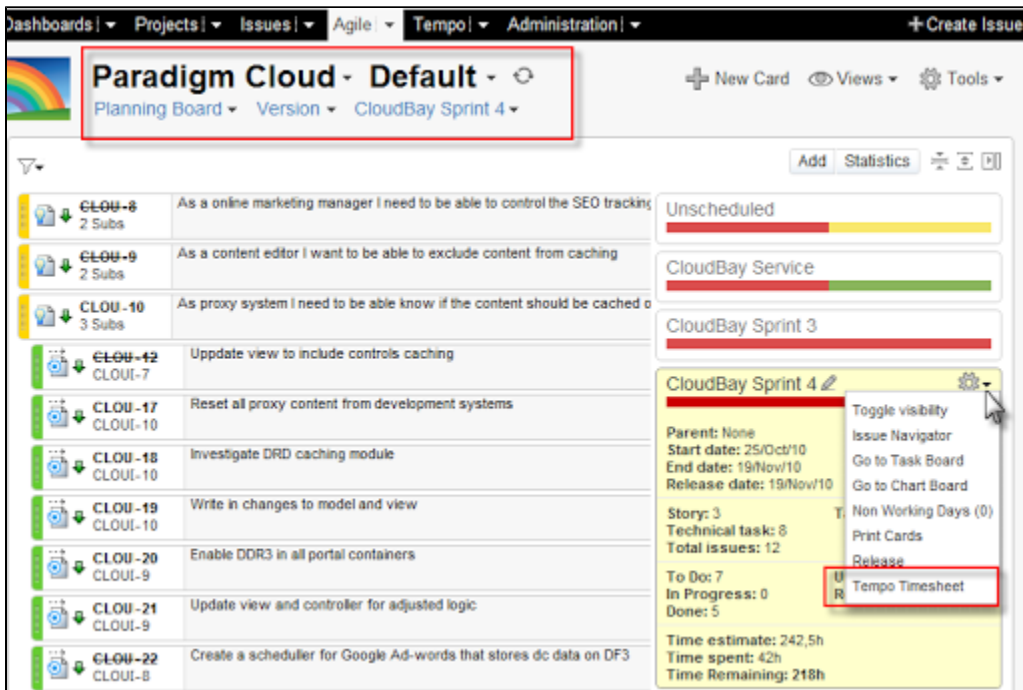 Dashboards Projects Issues Agile Tempo Administration + Create Issue
Paradigm Cloud - Default -
New Card Views Tools
Planning Board Version CloudBay Sprint 4
Add Statistics
CLOU-8 As a online marketing manager I need to be able to control the SEO tracking
2 Subs
CLOU-9 As a content editor I want to be able to exclude content from caching
2 Subs
CLOU-10 As proxy system I need to be able know if the content should be cached o
3 Subs
CLOU-12 Uppdate view to include controls caching
CLOUI-7
CLOU-17 Reset all proxy content from development systems
CLOUI-10
CLOU-18 Investigate DRD caching module
CLOUI-10
CLOU-19 Write in changes to model and view
CLOUI-10
CLOU-20 Enable DDR3 in all portal containers
CLOUI-9
CLOU-21 Update view and controller for adjusted logic
CLOUI-9
CLOU-22 Create a scheduller for Google Ad-words that stores dc data on DF3
CLOUI-8
Unscheduled
CloudBay Service
CloudBay Sprint 3
CloudBay Sprint 4
Parent: None
Start date: 25/Oct/10
End date: 19/Nov/10
Release date: 19/Nov/10
Story: 3
Technical task: 8
Total issues: 12
To Do: 7
In Progress: 0
Done: 5
Time estimate: 242,5h
Time spent: 42h
Time Remaining: 218h
Toggle visibility
Issue Navigator
Go to Task Board
Go to Chart Board
Non Working Days (0)
Print Cards
Release
Tempo Timesheet